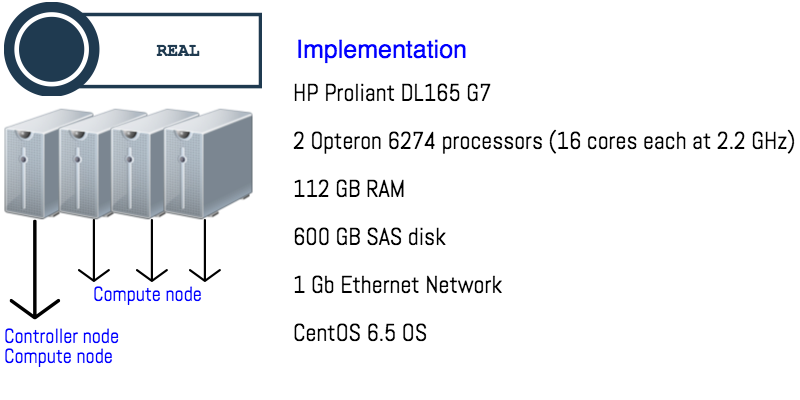 REAL
Implementation
HP Proliant DL165 G7
2 Opteron 6274 processors (16 cores each at 2.2 GHz)
112 GB RAM
600 GB SAS disk
1 Gb Ethernet Network
CentOS 6.5 OS
Compute node
Controller node
Compute node